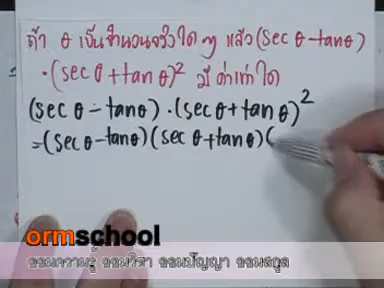 ถ้า θ เป็นจำนวนจริงใด ๆ แล้ว (sec θ - tan θ)
· (sec θ + tan θ)² มีค่าเท่าใด
(sec θ - tan θ) · (sec θ + tan θ)²
= (sec θ - tan θ) (sec θ + tan θ) (
ormschool
ออมความรู้ ออมวิชา ออมปัญญา ออมสกูล